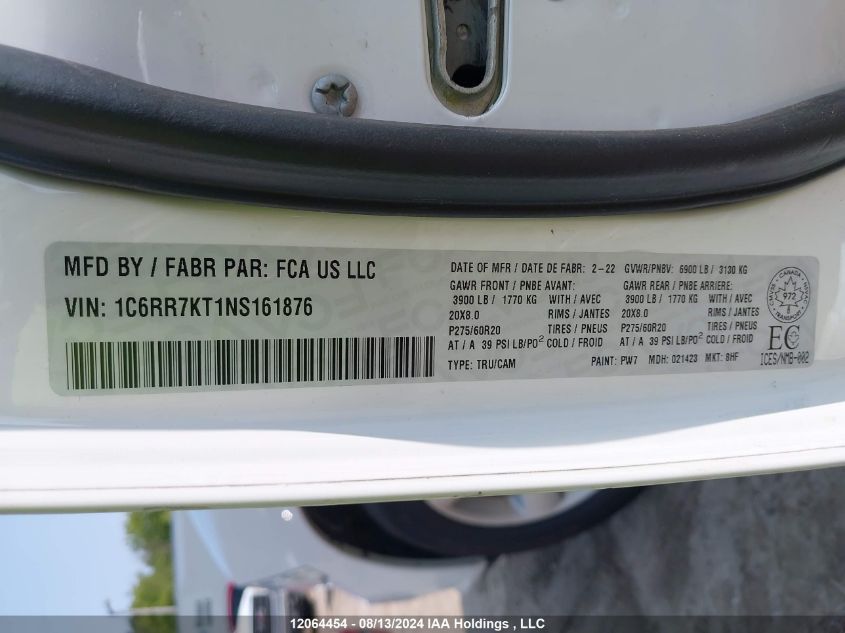 MFD BY / FABR PAR: FCA US LLC
VIN: 1C6RR7KT1NS161876
DATE OF MFR / DATE DE FABR: 2-22 GVWR/PNBV: 6900 LB / 3130 KG
GAWR FRONT / PNBE AVANT: GAWR REAR / PNBE ARRIERE:
3900 LB / 1770 KG WITH / AVEC 3900 LB / 1770 KG WITH / AVEC
20X8.0 RIMS / JANTES 20X8.0 RIMS / JANTES
P275/60R20 TIRES / PNEUS P275/60R20 TIRES / PNEUS
AT / A 39 PSI LB/PO² COLD / FROID AT / A 39 PSI LB/PO² COLD / FROID
TYPE: TRU/CAM PAINT: PW7 MDH: 021423 MKT: 8HF
CANADA
972
TRANSPORT
EC
ICES/NMB-002
12064454 - 08/13/2024 IAA Holdings , LLC